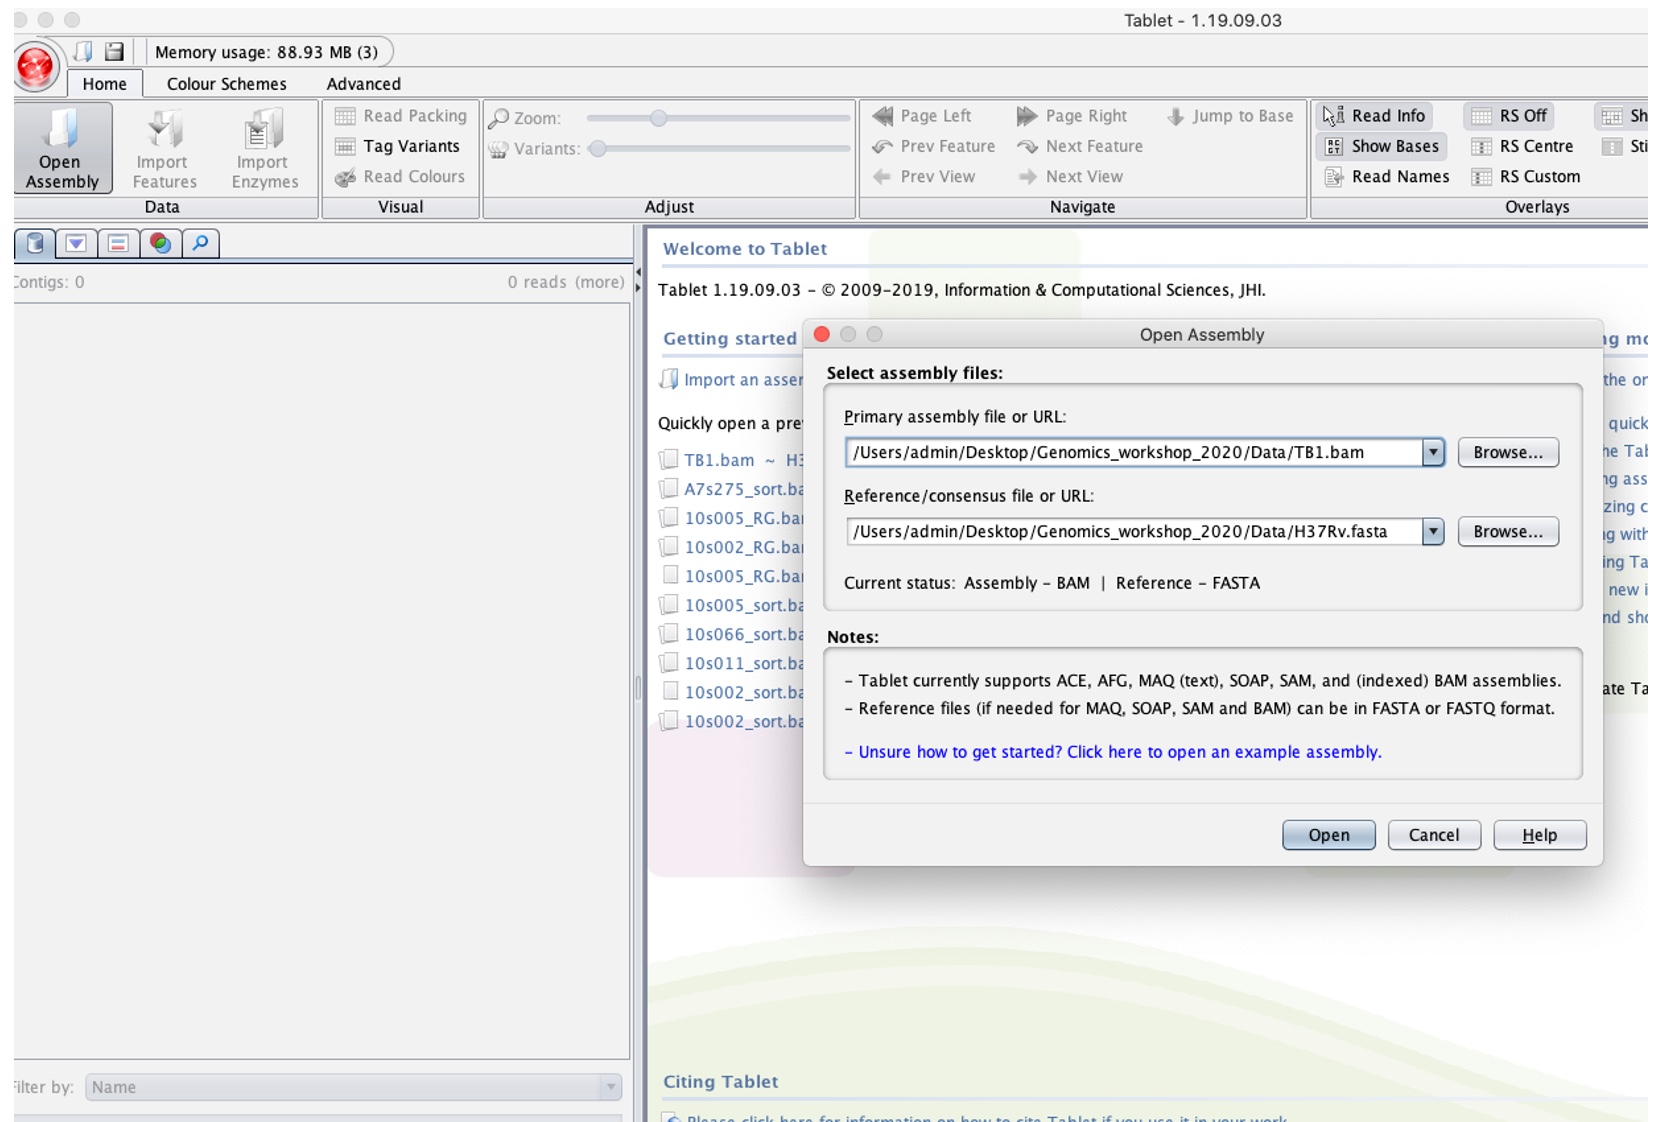 Tablet - 1.19.09.03
Memory usage: 88.93 MB (3)
Home Colour Schemes Advanced
Open Assembly
Import Features
Import Enzymes
Data
Read Packing
Tag Variants
Read Colours
Visual
Zoom:
Variants:
Adjust
Page Left Page Right Jump to Base
Prev Feature Next Feature
Prev View Next View
Navigate
Read Info RS Off Sh
Show Bases RS Centre Sti
Read Names RS Custom
Overlays
Contigs: 0 0 reads (more)
Filter by: Name
Welcome to Tablet
Tablet 1.19.09.03 - © 2009-2019, Information & Computational Sciences, JHI.
Getting started
Import an asser
Quickly open a pre
TB1.bam ~ H3
A7s275_sort.ba
10s005_RG.bar
10s002_RG.bar
10s005_RG.bar
10s005_sort.ba
10s066_sort.ba
10s011_sort.ba
10s002_sort.ba
10s002_sort.ba
Open Assembly
Select assembly files:
Primary assembly file or URL:
/Users/admin/Desktop/Genomics_workshop_2020/Data/TB1.bam Browse...
Reference/consensus file or URL:
/Users/admin/Desktop/Genomics_workshop_2020/Data/H37Rv.fasta Browse...
Current status: Assembly - BAM | Reference - FASTA
Notes:
- Tablet currently supports ACE, AFG, MAQ (text), SOAP, SAM, and (indexed) BAM assemblies.
- Reference files (if needed for MAQ, SOAP, SAM and BAM) can be in FASTA or FASTQ format.
- Unsure how to get started? Click here to open an example assembly.
Open Cancel Help
the or
quick
ng ass
zing c
ng with
ing Ta
new i
nd sho
ate Ta
Citing Tablet
Please click here for information on how to cite Tablet if you use it in your work